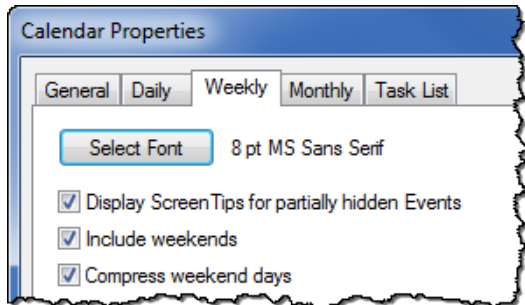 Calendar Properties
General Daily Weekly Monthly Task List
Select Font 8 pt MS Sans Serif
Display ScreenTips for partially hidden Events
Include weekends
Compress weekend days